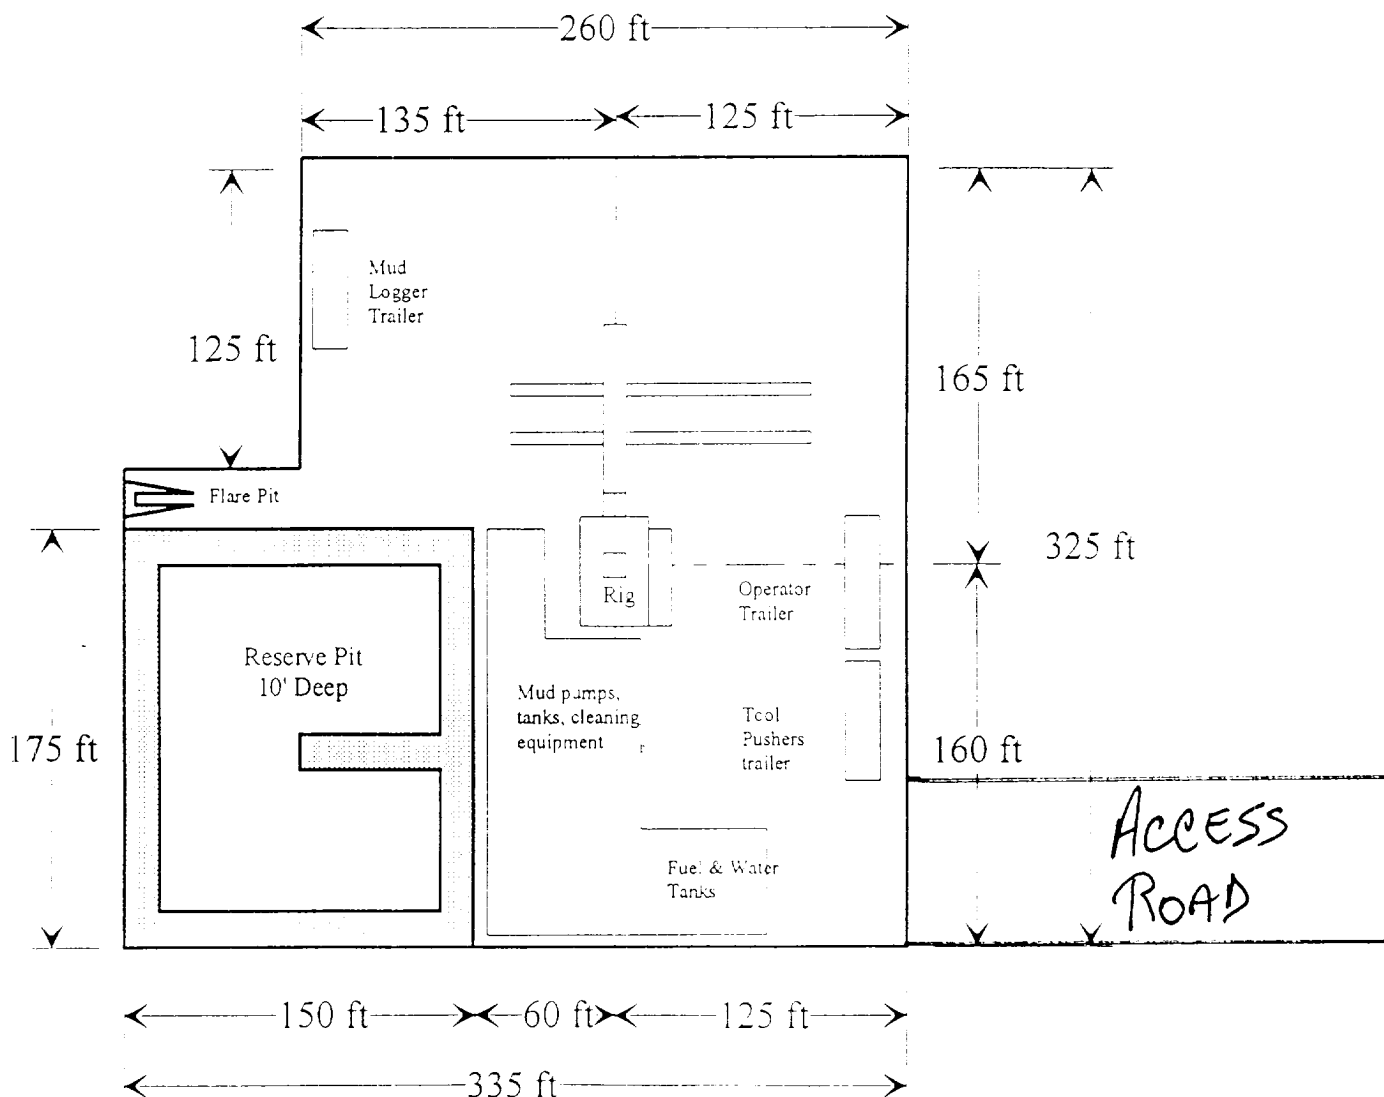 260 ft
135 ft
125 ft
Mud
Logger
Trailer
125 ft
165 ft
Flare Pit
325 ft
Rig
Operator
Trailer
Reserve Pit
10' Deep
Mud pumps,
tanks, cleaning
equipment
Tool
Pushers
trailer
175 ft
160 ft
ACCESS
ROAD
Fuel & Water
Tanks
150 ft
60 ft
125 ft
335 ft